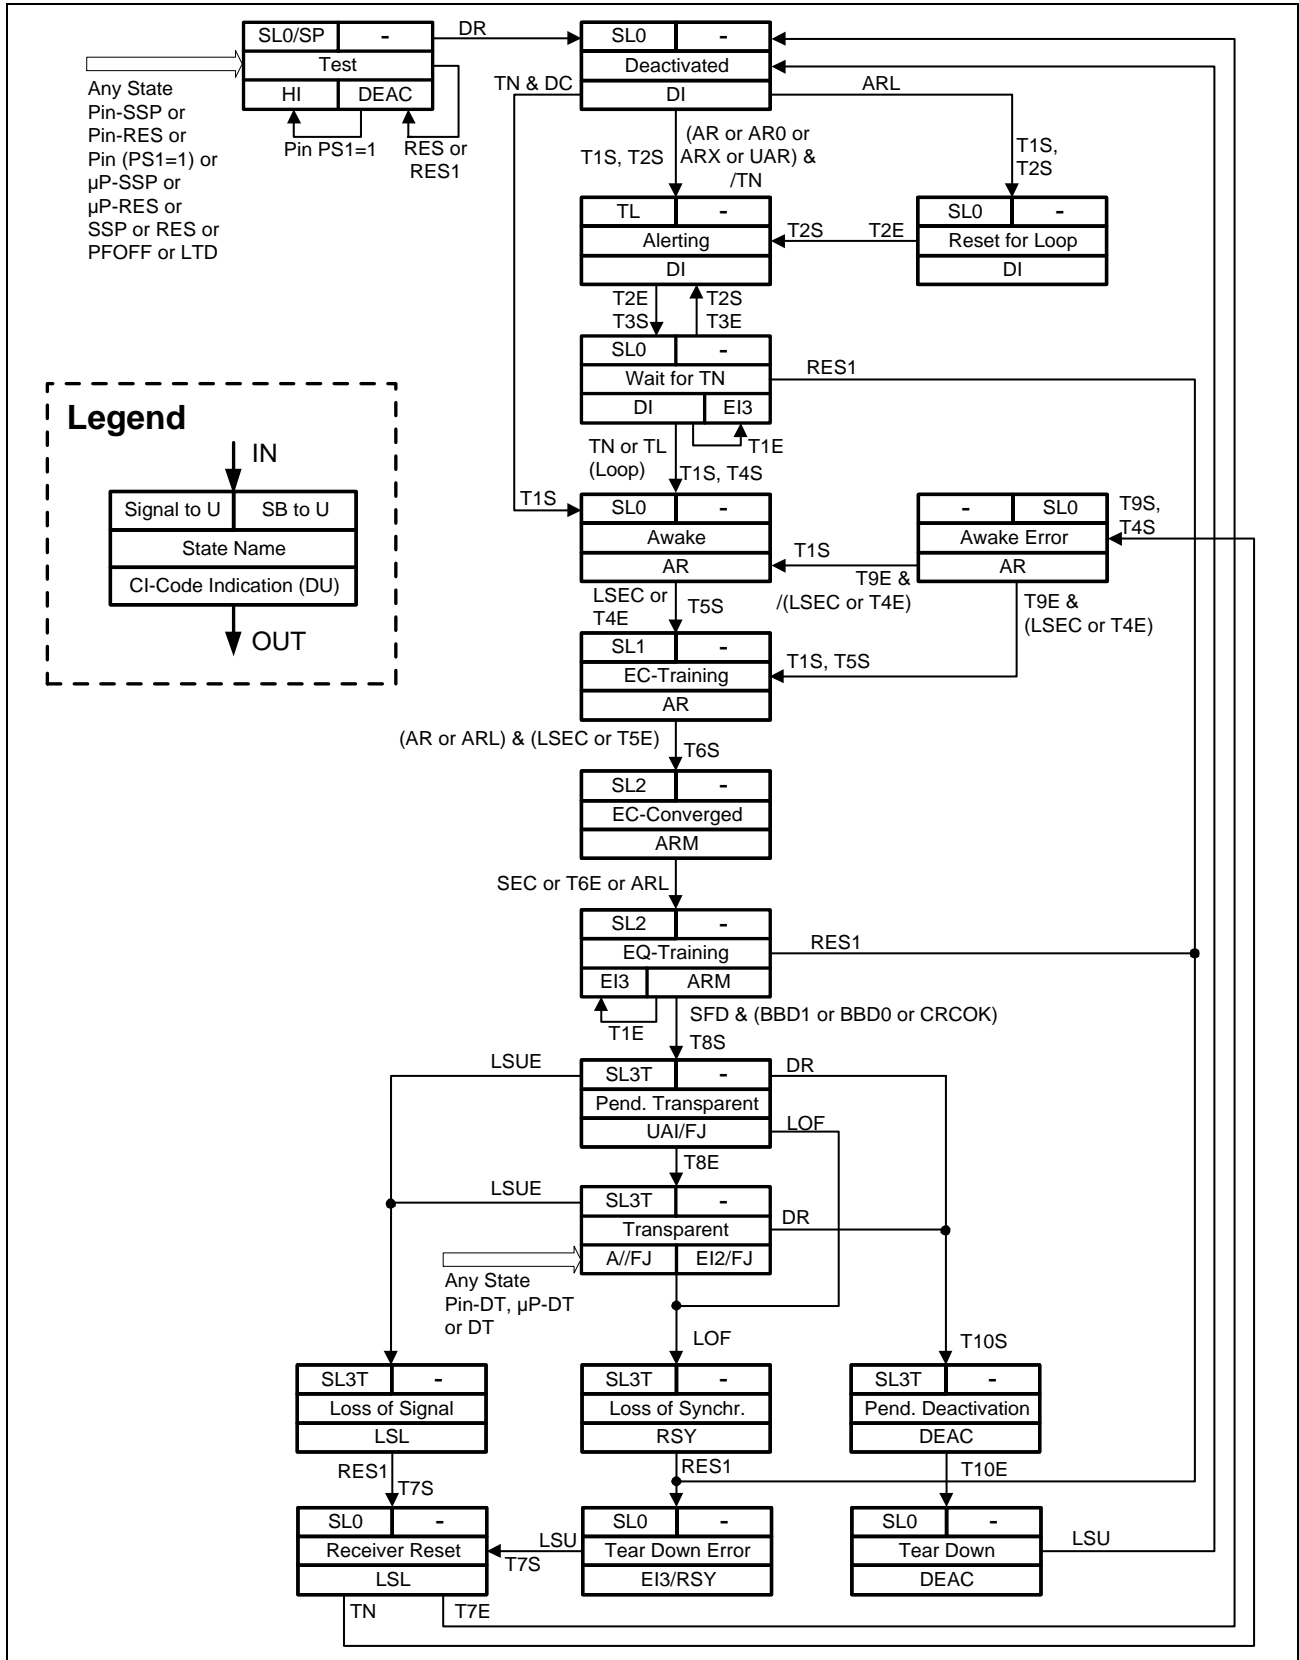 SL0/SP -
Test
HI DEAC
DR
Any State
Pin-SSP or
Pin-RES or
Pin (PS1=1) or
µP-SSP or
µP-RES or
SSP or RES or
PFOFF or LTD
Pin PS1=1
RES or
RES1
SL0 -
Deactivated
DI
TN & DC
ARL
T1S, T2S
(AR or AR0 or
ARX or UAR) &
/TN
T1S,
T2S
TL -
Alerting
DI
T2S T2E
SL0 -
Reset for Loop
DI
T2E
T3S
T2S
T3E
SL0 -
Wait for TN
DI EI3
RES1
T1E
TN or TL
(Loop)
T1S, T4S
Legend
IN
Signal to U SB to U
State Name
CI-Code Indication (DU)
OUT
T1S
SL0 -
Awake
AR
T1S
T9E &
/(LSEC or T4E)
- SL0
Awake Error
AR
T9S,
T4S
T9E &
(LSEC or T4E)
LSEC or
T4E
T5S
SL1 -
EC-Training
AR
T1S, T5S
(AR or ARL) & (LSEC or T5E)
T6S
SL2 -
EC-Converged
ARM
SEC or T6E or ARL
SL2 -
EQ-Training
EI3 ARM
RES1
T1E
SFD & (BBD1 or BBD0 or CRCOK)
T8S
LSUE
SL3T -
Pend. Transparent
UAI/FJ
DR
LOF
T8E
LSUE
SL3T -
Transparent
A//FJ EI2/FJ
DR
Any State
Pin-DT, µP-DT
or DT
LOF
T10S
SL3T -
Loss of Signal
LSL
SL3T -
Loss of Synchr.
RSY
SL3T -
Pend. Deactivation
DEAC
RES1
T7S
RES1
T10E
SL0 -
Receiver Reset
LSL
LSU
T7S
SL0 -
Tear Down Error
EI3/RSY
SL0 -
Tear Down
DEAC
LSU
TN
T7E